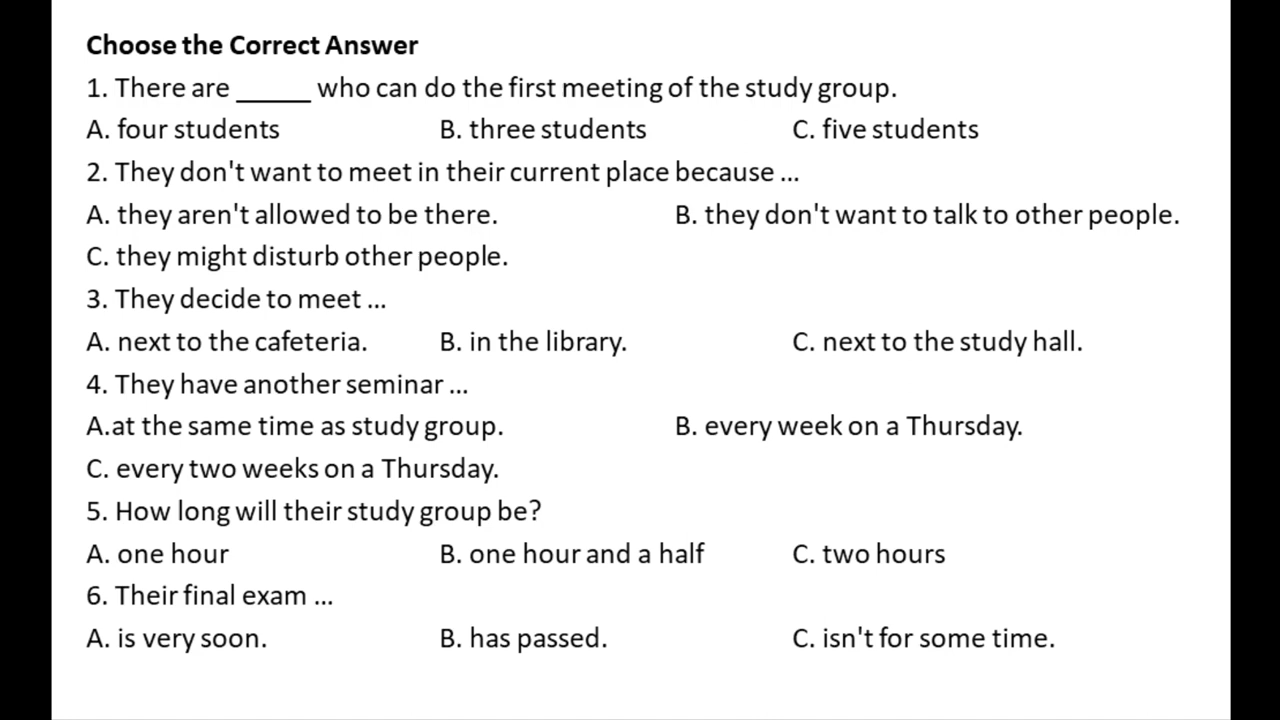 Choose the Correct Answer
1. There are _____ who can do the first meeting of the study group.
A. four students B. three students C. five students
2. They don't want to meet in their current place because ...
A. they aren't allowed to be there. B. they don't want to talk to other people.
C. they might disturb other people.
3. They decide to meet ...
A. next to the cafeteria. B. in the library. C. next to the study hall.
4. They have another seminar ...
A.at the same time as study group. B. every week on a Thursday.
C. every two weeks on a Thursday.
5. How long will their study group be?
A. one hour B. one hour and a half C. two hours
6. Their final exam ...
A. is very soon. B. has passed. C. isn't for some time.